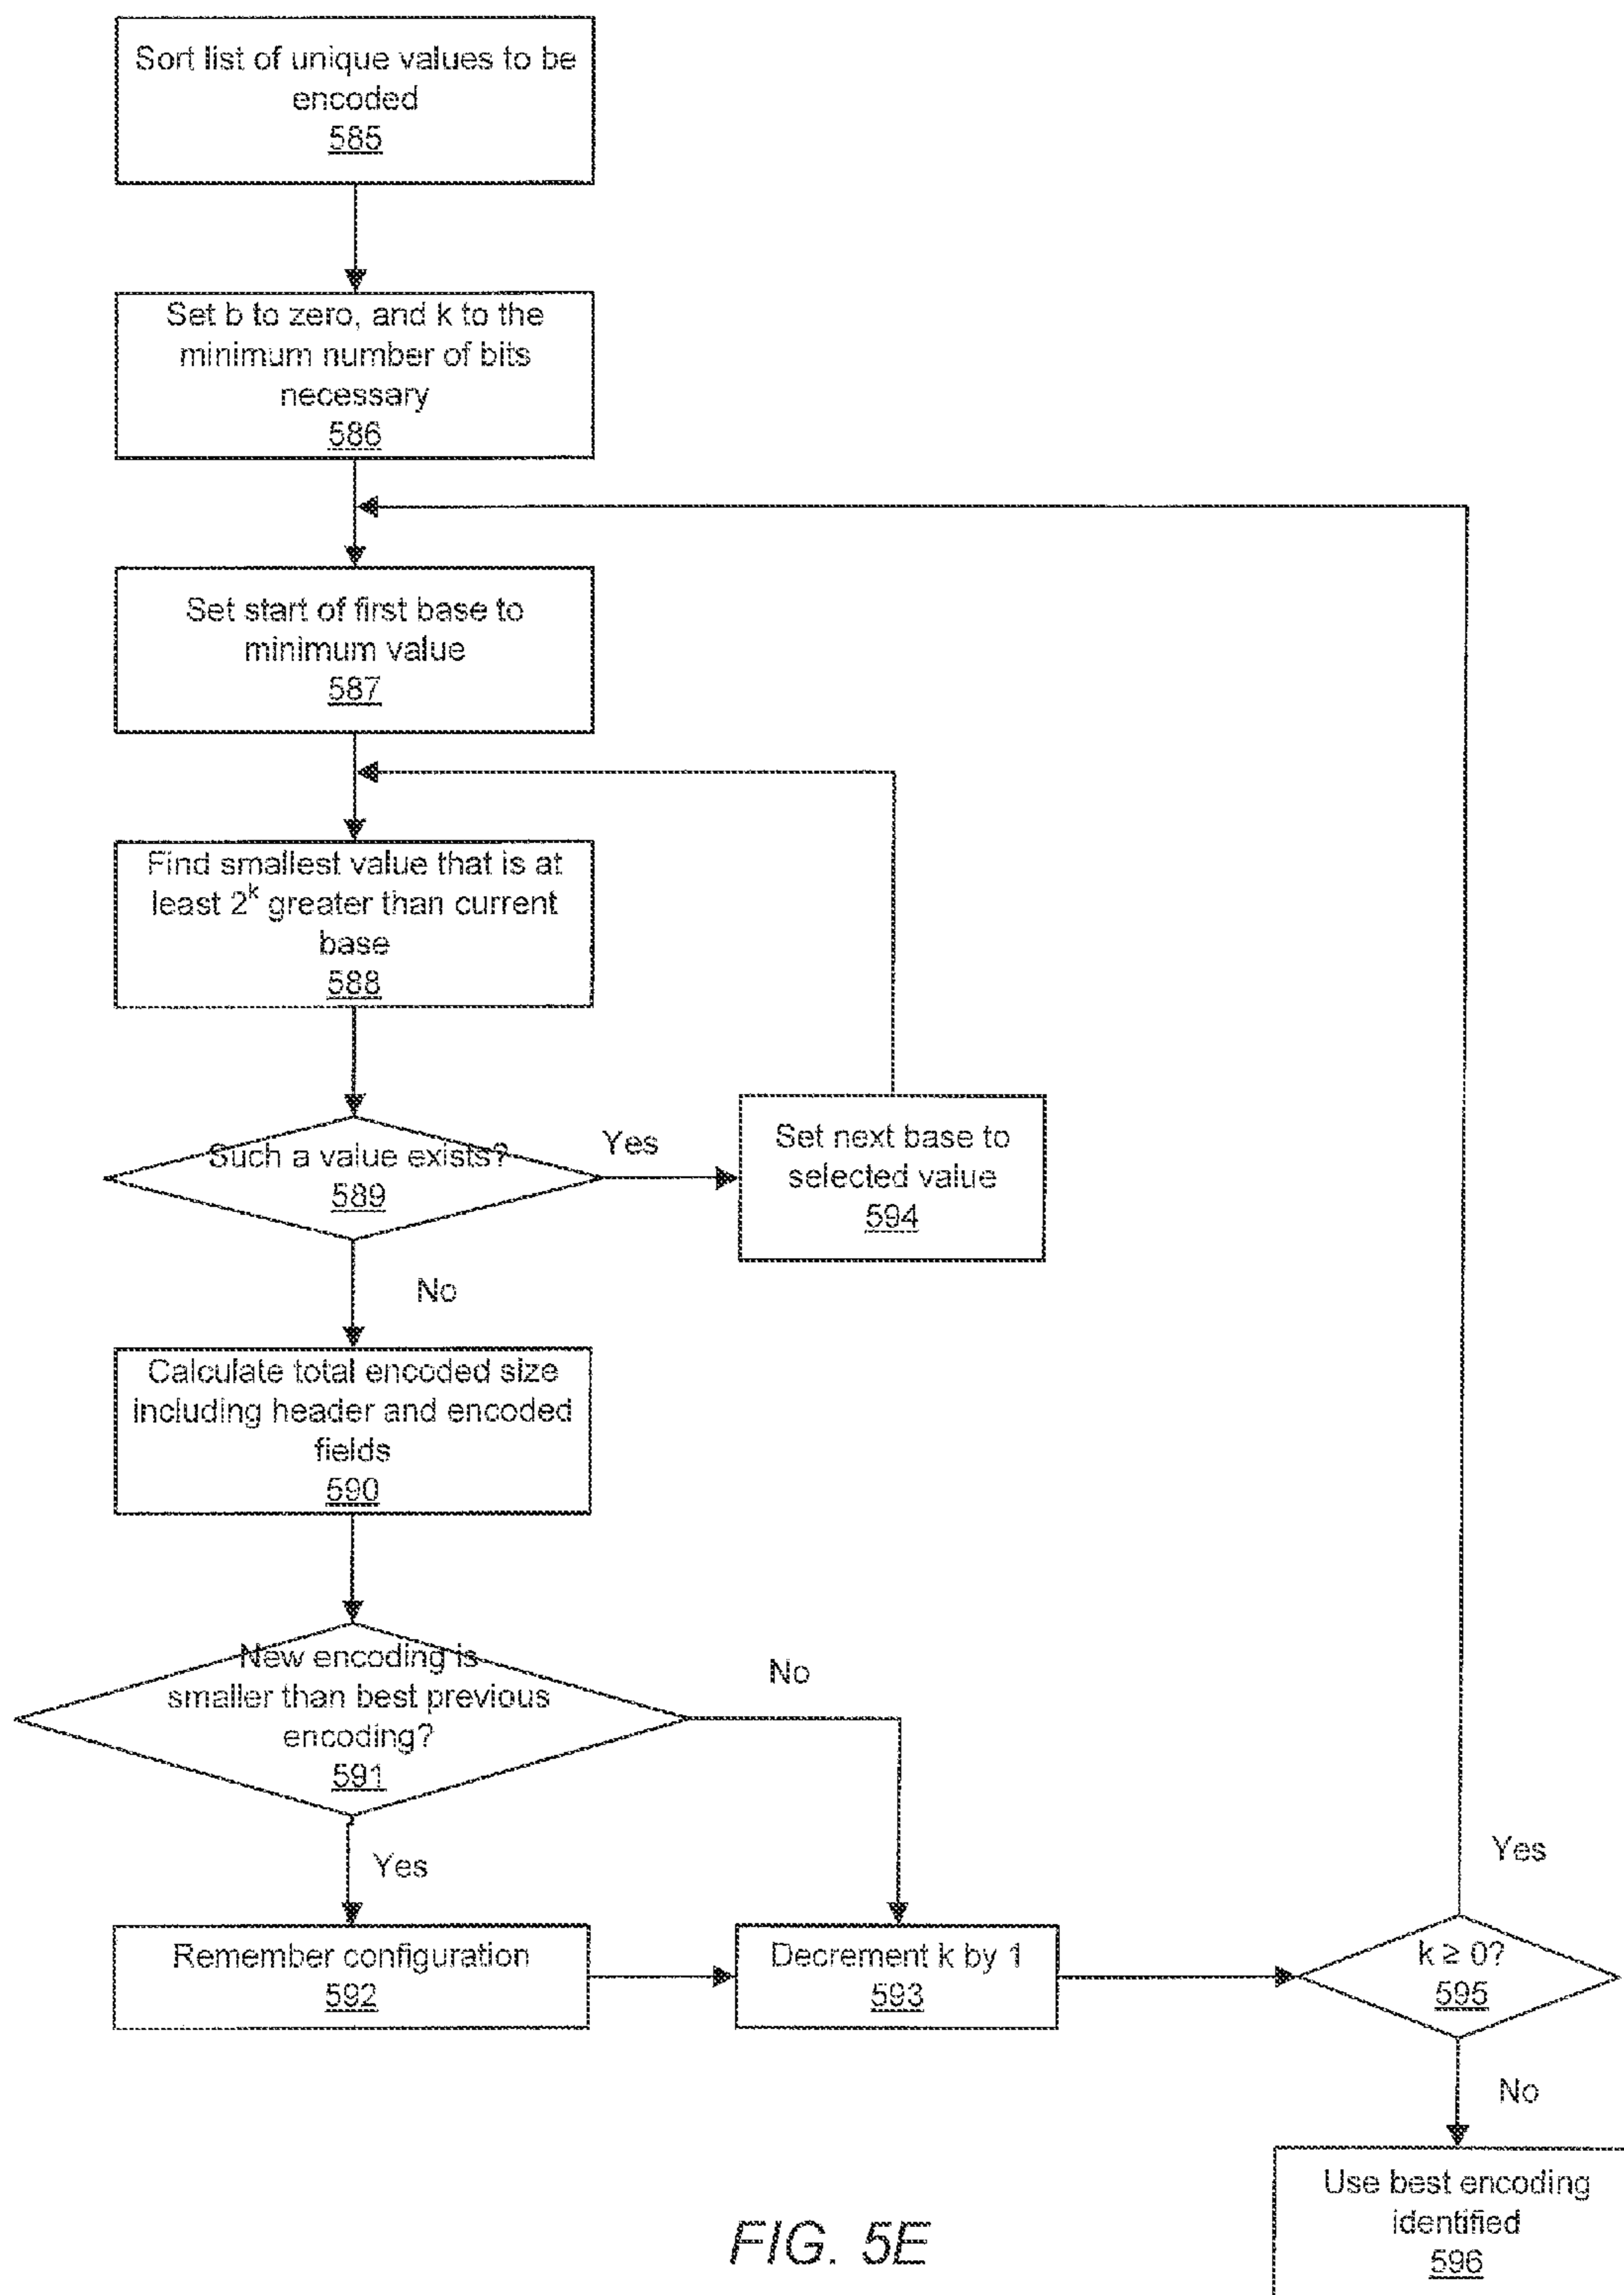 Sort list of unique values to be
encoded
585
Set b to zero, and k to the
minimum number of bits
necessary
586
Set start of first base to
minimum value
587
Find smallest value that is at
least 2^k greater than current
base
588
Such a value exists?
589
Yes
Set next base to
selected value
594
No
Calculate total encoded size
including header and encoded
fields
590
New encoding is
smaller than best previous
encoding?
591
No
Yes
Remember configuration
592
Decrement k by 1
593
k ≥ 0?
595
Yes
No
Use best encoding
identified
596
FIG. 5E